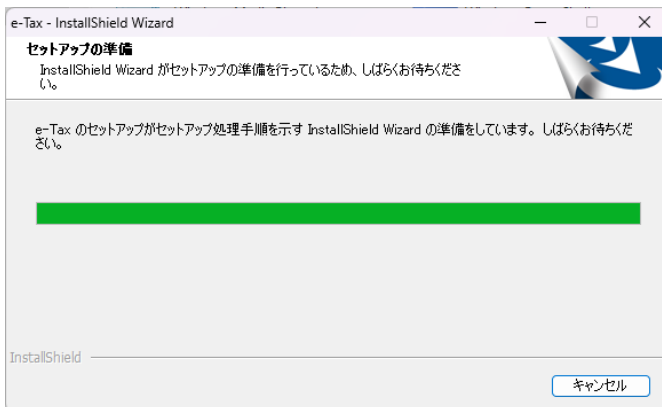 e-Tax - InstallShield Wizard
セットアップの準備
InstallShield Wizard がセットアップの準備を行っているため、しばらくお待ちくださ
い。
e-Tax のセットアップがセットアップ処理手順を示す InstallShield Wizard の準備をしています。しばらくお待ちくだ
さい。
InstallShield
キャンセル